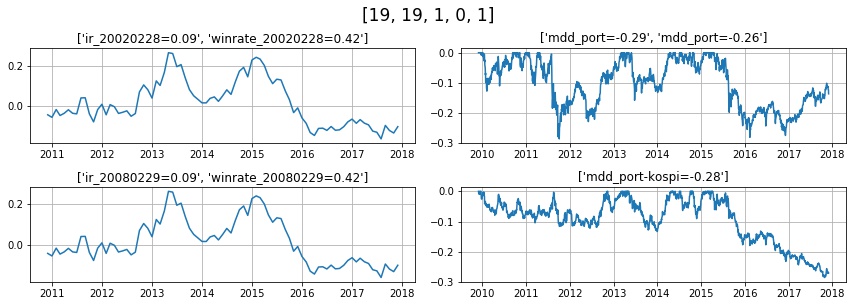 [19, 19, 1, 0, 1]
['ir_20020228=0.09', 'winrate_20020228=0.42']
0.2
0.0
2011 2012 2013 2014 2015 2016 2017 2018
['mdd_port=-0.29', 'mdd_port=-0.26']
0.0
−0.1
−0.2
−0.3
2010 2011 2012 2013 2014 2015 2016 2017 2018
['ir_20080229=0.09', 'winrate_20080229=0.42']
0.2
0.0
2011 2012 2013 2014 2015 2016 2017 2018
['mdd_port-kospi=-0.28']
0.0
−0.1
−0.2
−0.3
2010 2011 2012 2013 2014 2015 2016 2017 2018